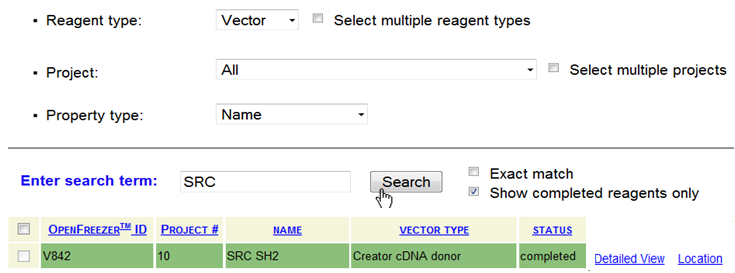 ▪ Reagent type: Vector Select multiple reagent types
▪ Project: All Select multiple projects
▪ Property type: Name
Enter search term: SRC Search Exact match
Show completed reagents only
OPENFREEZER™ ID PROJECT # NAME VECTOR TYPE STATUS
V842 10 SRC SH2 Creator cDNA donor completed Detailed View Location